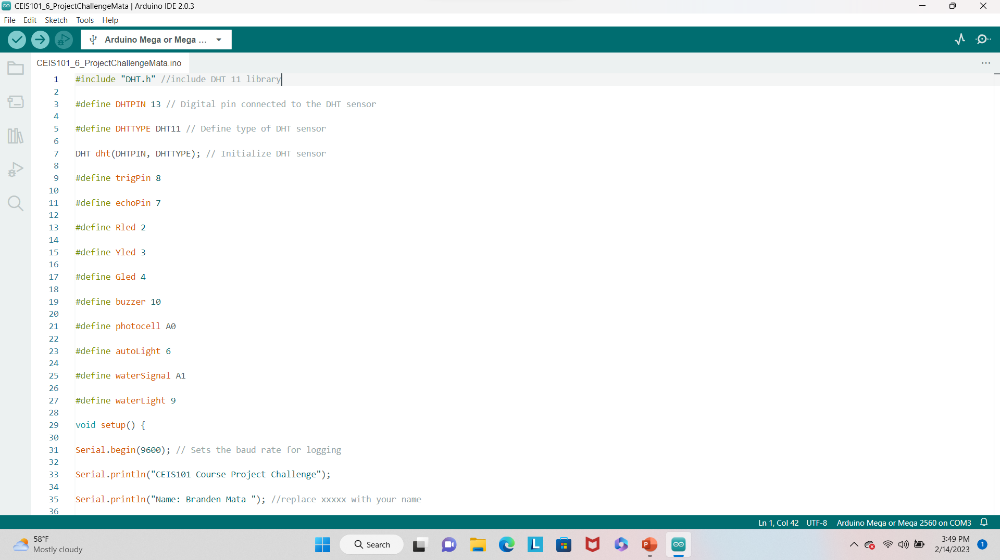 CEIS101_6_ProjectChallengeMata | Arduino IDE 2.0.3
File Edit Sketch Tools Help
Arduino Mega or Mega ...
CEIS101_6_ProjectChallengeMata.ino
1 #include "DHT.h" //include DHT 11 library
2
3 #define DHTPIN 13 // Digital pin connected to the DHT sensor
4
5 #define DHTTYPE DHT11 // Define type of DHT sensor
6
7 DHT dht(DHTPIN, DHTTYPE); // Initialize DHT sensor
8
9 #define trigPin 8
10
11 #define echoPin 7
12
13 #define Rled 2
14
15 #define Yled 3
16
17 #define Gled 4
18
19 #define buzzer 10
20
21 #define photocell A0
22
23 #define autoLight 6
24
25 #define waterSignal A1
26
27 #define waterLight 9
28
29 void setup() {
30
31 Serial.begin(9600); // Sets the baud rate for logging
32
33 Serial.println("CEIS101 Course Project Challenge");
34
35 Serial.println("Name: Branden Mata "); //replace xxxxx with your name
36
Ln 1, Col 42 UTF-8 Arduino Mega or Mega 2560 on COM3
58°F
Mostly cloudy
Search
L
P
3:49 PM
2/14/2023
1